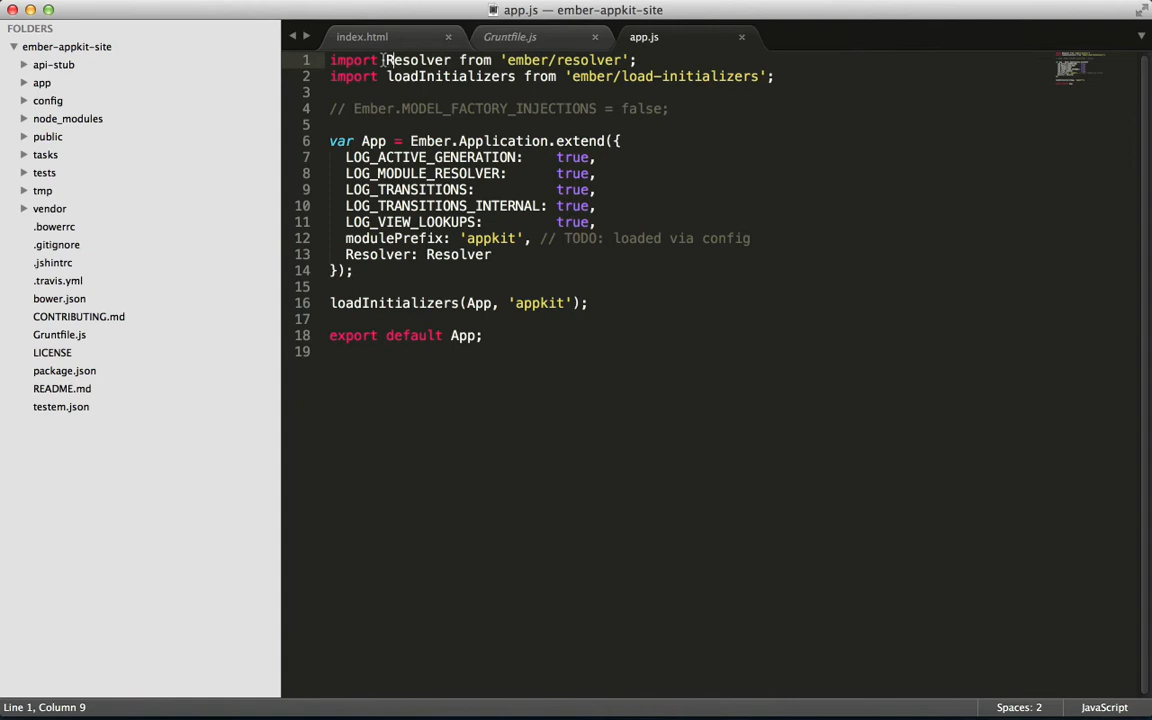 app.js — ember-appkit-site
FOLDERS
ember-appkit-site
api-stub
app
config
node_modules
public
tasks
tests
tmp
vendor
.bowerrc
.gitignore
.jshintrc
.travis.yml
bower.json
CONTRIBUTING.md
Gruntfile.js
LICENSE
package.json
README.md
testem.json
index.html
Gruntfile.js
app.js
1 import Resolver from 'ember/resolver';
2 import loadInitializers from 'ember/load-initializers';
3
4 // Ember.MODEL_FACTORY_INJECTIONS = false;
5
6 var App = Ember.Application.extend({
7 LOG_ACTIVE_GENERATION: true,
8 LOG_MODULE_RESOLVER: true,
9 LOG_TRANSITIONS: true,
10 LOG_TRANSITIONS_INTERNAL: true,
11 LOG_VIEW_LOOKUPS: true,
12 modulePrefix: 'appkit', // TODO: loaded via config
13 Resolver: Resolver
14 });
15
16 loadInitializers(App, 'appkit');
17
18 export default App;
19
Line 1, Column 9
Spaces: 2
JavaScript